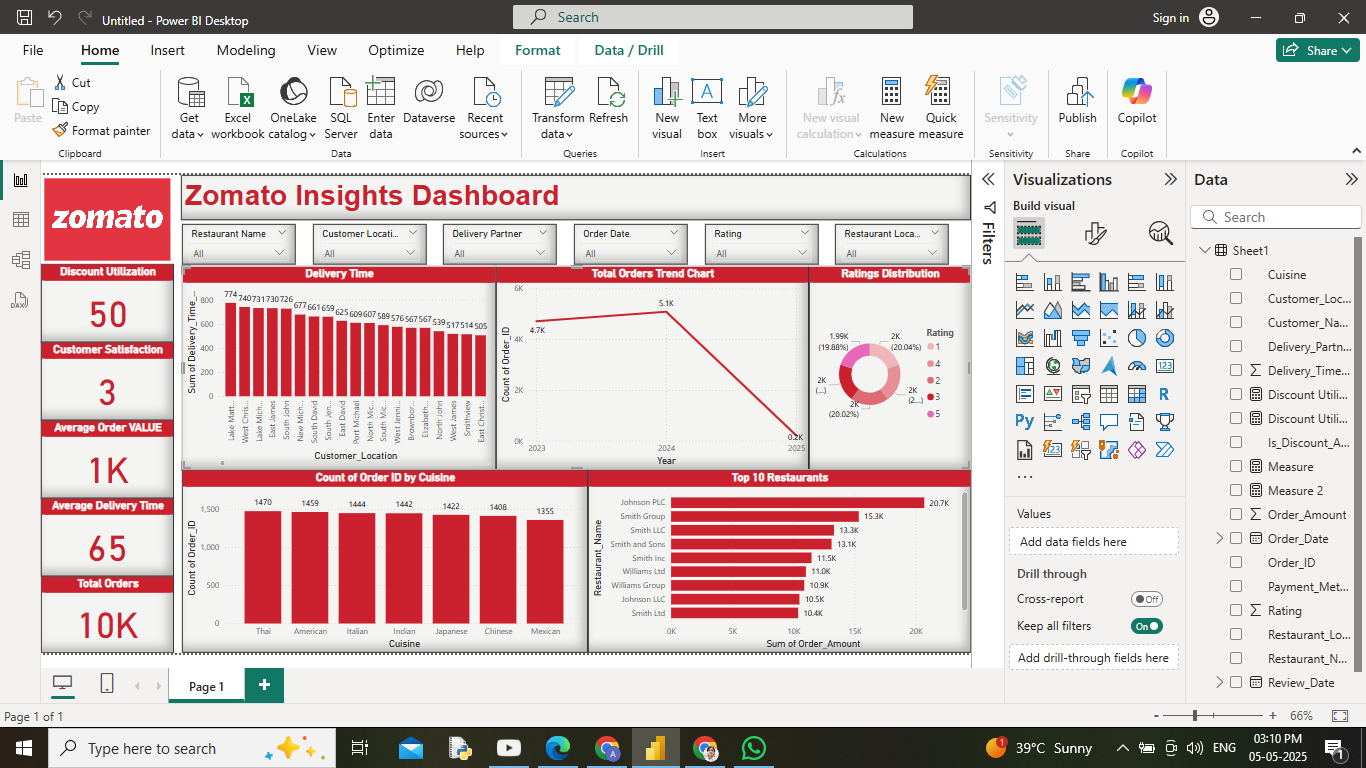 Untitled - Power BI Desktop
Search
Sign in
File Home Insert Modeling View Optimize Help Format Data / Drill
Share
Paste
Cut
Copy
Format painter
Clipboard
Get data
Excel workbook
OneLake catalog
SQL Server
Enter data
Dataverse
Recent sources
Data
Transform data
Refresh
Queries
New visual
Text box
More visuals
Insert
New visual calculation
New measure
Quick measure
Calculations
Sensitivity
Sensitivity
Publish
Share
Copilot
Copilot
zomato
Zomato Insights Dashboard
Restaurant Name
All
Customer Locati...
All
Delivery Partner
All
Order Date
All
Rating
All
Restaurant Loca...
All
Discount Utilization
50
Customer Satisfaction
3
Average Order VALUE
1K
Average Delivery Time
65
Total Orders
10K
Delivery Time
Sum of Delivery_Time_...
800
600
400
200
0
774 740 731 730 726 677 661 659 625 609 607 589 576 567 567 539 517 514 505
Lake Matt...
West Chris...
Lake Mich...
East James
South John
New Mich...
South David
South Jen...
East David
Port Michael
North Mic...
South Mic...
West Jenni...
Brownbor...
Elizabeth...
North John
West James
Smithview
East Christ...
Customer_Location
Total Orders Trend Chart
Count of Order_ID
6K
4K
2K
0K
4.7K
5.1K
0.2K
2023 2024 2025
Year
Ratings Distribution
1.99K
(19.88%)
2K
(20.04%)
2K
(...)
2K
(2...)
2K
(20.02%)
Rating
1
4
2
3
5
Count of Order ID by Cuisine
Count of Order_ID
1,500
1,000
500
0
1470 1459 1444 1442 1422 1408 1355
Thai American Italian Indian Japanese Chinese Mexican
Cuisine
Top 10 Restaurants
Restaurant_Name
Johnson PLC 20.7K
Smith Group 15.3K
Smith LLC 13.3K
Smith and Sons 13.1K
Smith Inc 11.5K
Williams Ltd 11.0K
Williams Group 10.9K
Johnson LLC 10.5K
Smith Ltd 10.4K
0K 5K 10K 15K 20K
Sum of Order_Amount
Filters
Visualizations
Build visual
123
R
Py
123
...
Values
Add data fields here
Drill through
Cross-report
Off
Keep all filters
On
Add drill-through fields here
Data
Search
Sheet1
Cuisine
Customer_Loc...
Customer_Na...
Delivery_Partn...
Delivery_Time...
Discount Utili...
Discount Utili...
Is_Discount_A...
Measure
Measure 2
Order_Amount
Order_Date
Order_ID
Payment_Met...
Rating
Restaurant_Lo...
Restaurant_N...
Review_Date
DAX
Page 1
Page 1 of 1
- + 66%
Type here to search
1
39°C Sunny
ENG
03:10 PM
05-05-2025
1